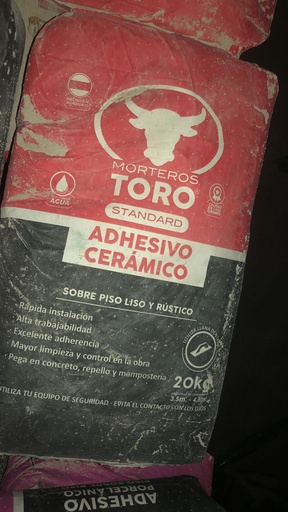 MORTEROS
TORO
STANDARD
AGUA
ADHESIVO
CERÁMICO
SOBRE PISO LISO Y RÚSTICO
· Rápida instalación
· Alta trabajabilidad
· Excelente adherencia
· Mayor limpieza y control en la obra
· Pega en concreto, repello y mampostería
20Kg
UTILIZA TU EQUIPO DE SEGURIDAD - EVITA EL CONTACTO CON LOS OJOS
ADHESIVO
PORCELÁNICO